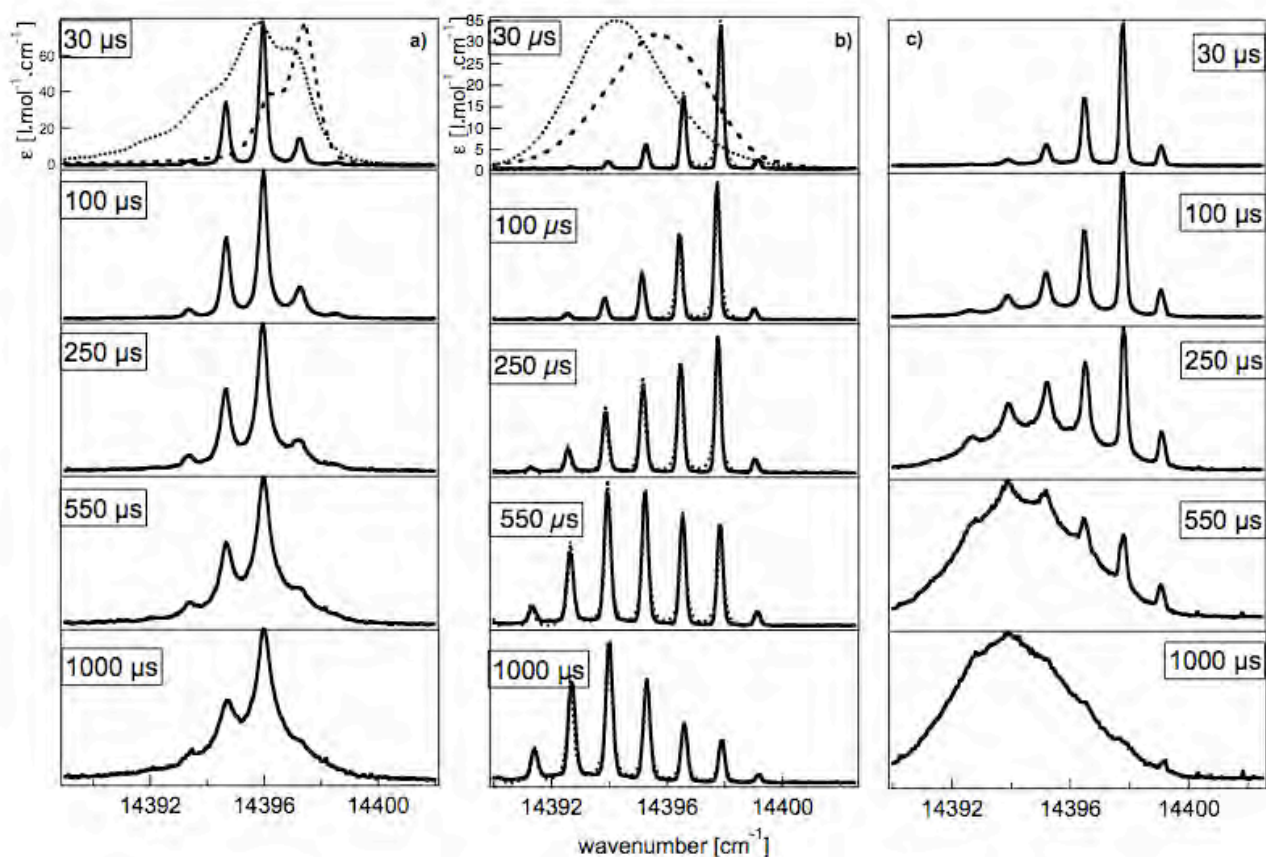 30 µs
a)
ε [l.mol⁻¹.cm⁻¹]
80
60
40
20
0
100 µs
250 µs
550 µs
1000 µs
14392
14396
14400
30 µs
b)
ε [l.mol⁻¹.cm⁻¹]
35
30
25
20
15
10
5
0
100 µs
250 µs
550 µs
1000 µs
14392
14396
14400
wavenumber [cm⁻¹]
c)
30 µs
100 µs
250 µs
550 µs
1000 µs
14392
14396
14400